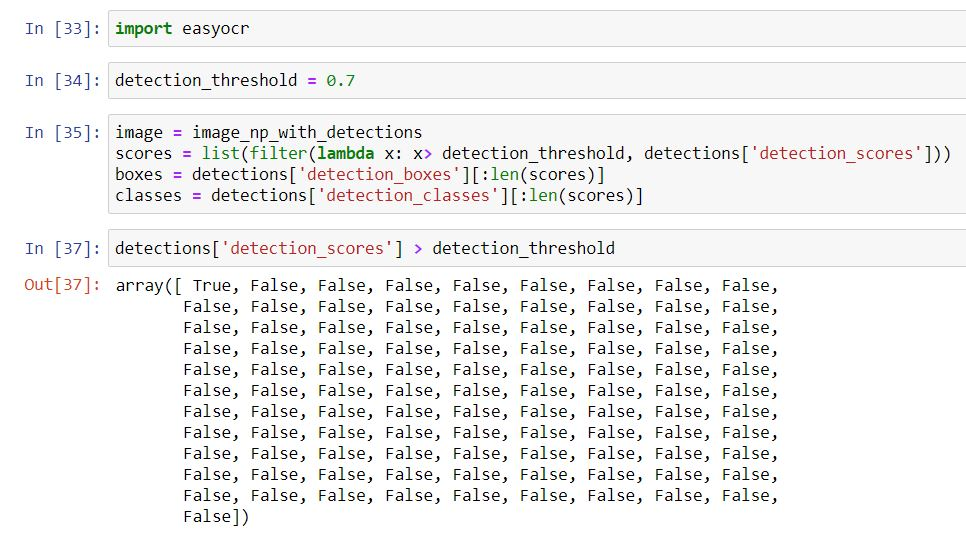 In [33]: import easyocr
In [34]: detection_threshold = 0.7
In [35]: image = image_np_with_detections
scores = list(filter(lambda x: x> detection_threshold, detections['detection_scores']))
boxes = detections['detection_boxes'][:len(scores)]
classes = detections['detection_classes'][:len(scores)]
In [37]: detections['detection_scores'] > detection_threshold
Out[37]: array([ True, False, False, False, False, False, False, False, False,
False, False, False, False, False, False, False, False, False,
False, False, False, False, False, False, False, False, False,
False, False, False, False, False, False, False, False, False,
False, False, False, False, False, False, False, False, False,
False, False, False, False, False, False, False, False, False,
False, False, False, False, False, False, False, False, False,
False, False, False, False, False, False, False, False, False,
False, False, False, False, False, False, False, False, False,
False, False, False, False, False, False, False, False, False,
False, False, False, False, False, False, False, False, False,
False])